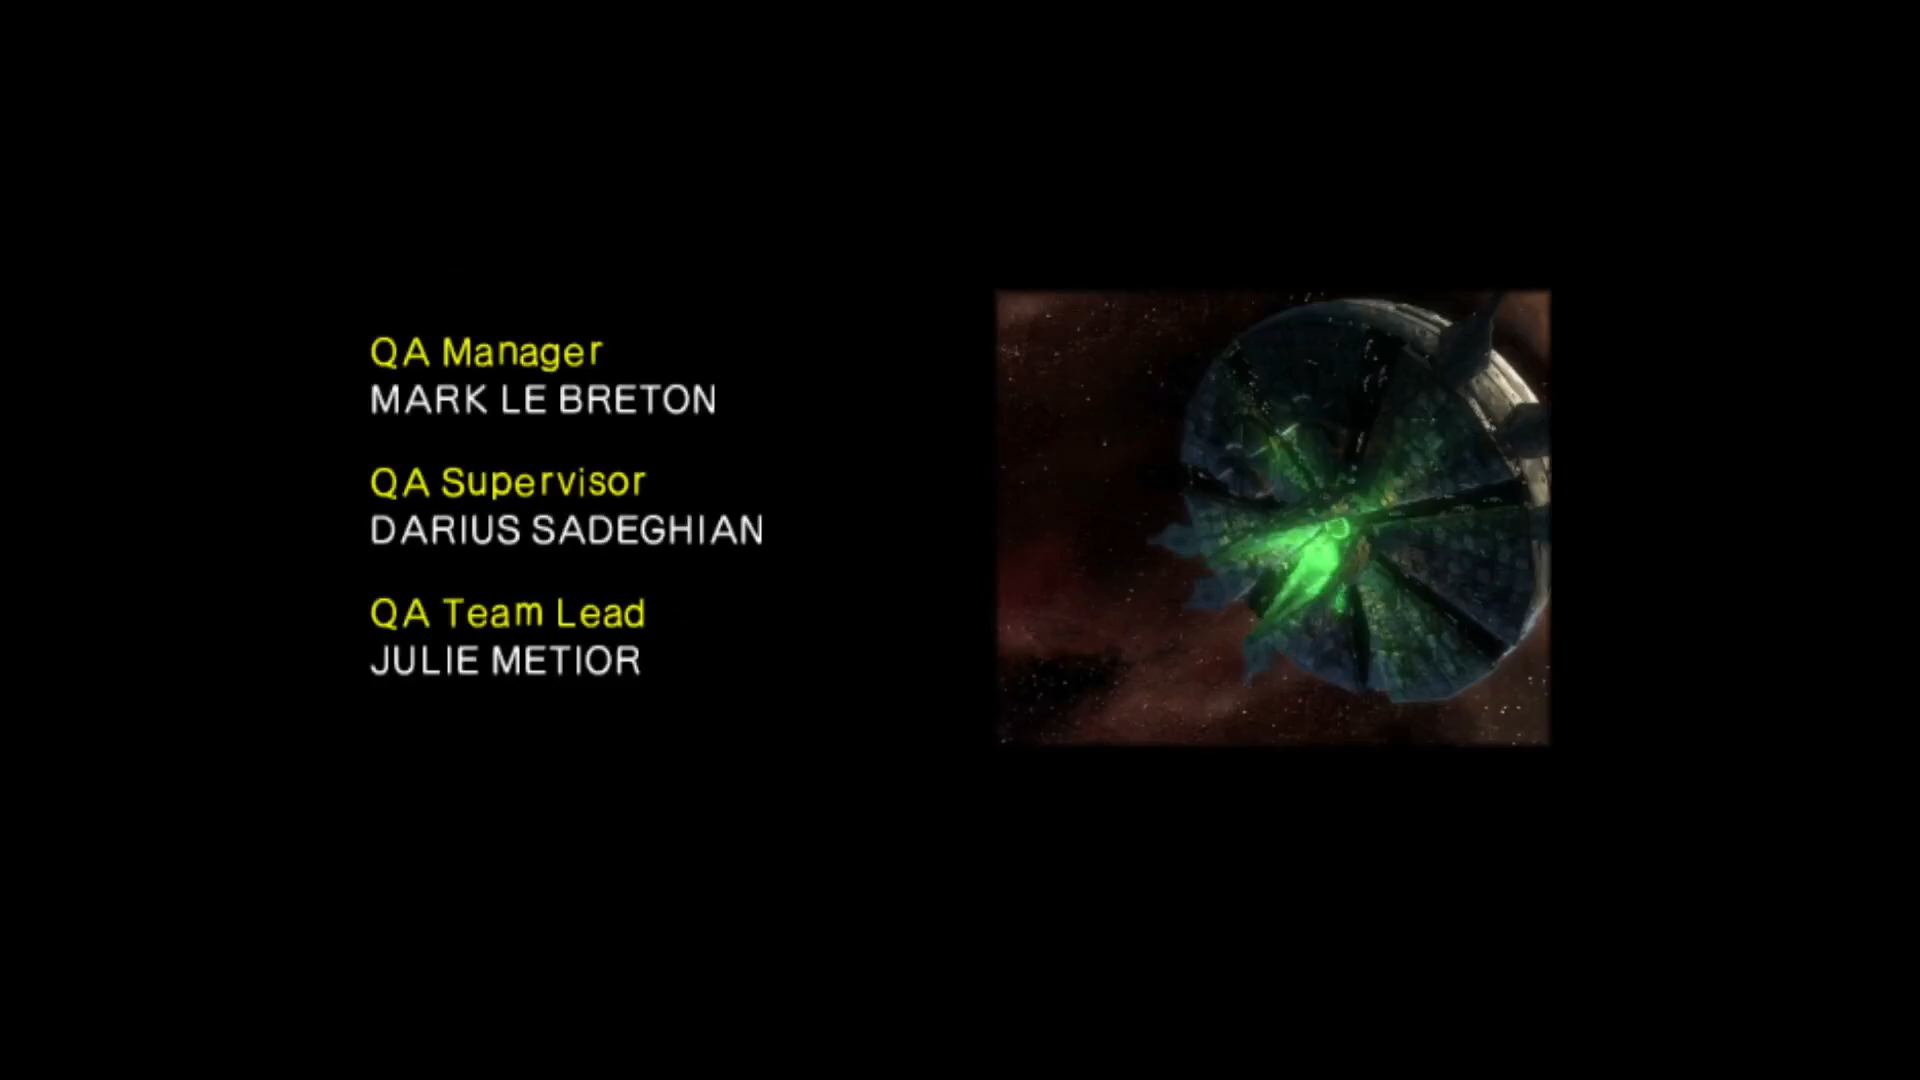 QA Manager
MARK LE BRETON
QA Supervisor
DARIUS SADEGHIAN
QA Team Lead
JULIE METIOR